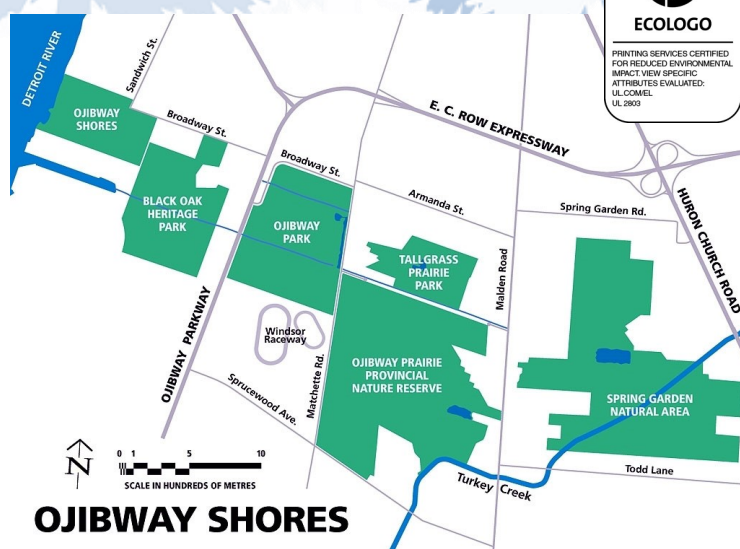 ECOLOGO
PRINTING SERVICES CERTIFIED
FOR REDUCED ENVIRONMENTAL
IMPACT. VIEW SPECIFIC
ATTRIBUTES EVALUATED:
UL.COM/EL
UL 2803
DETROIT RIVER
Sandwich St.
OJIBWAY
SHORES
Broadway St.
E. C. ROW EXPRESSWAY
Broadway St.
BLACK OAK
HERITAGE
PARK
OJIBWAY
PARK
Armanda St.
Spring Garden Rd.
HURON CHURCH ROAD
TALLGRASS
PRAIRIE
PARK
Malden Road
OJIBWAY PARKWAY
Windsor
Raceway
Matchette Rd.
OJIBWAY PRAIRIE
PROVINCIAL
NATURE RESERVE
Sprucewood Ave.
SPRING GARDEN
NATURAL AREA
Todd Lane
Turkey Creek
N
0 1 5 10
SCALE IN HUNDREDS OF METRES
OJIBWAY SHORES